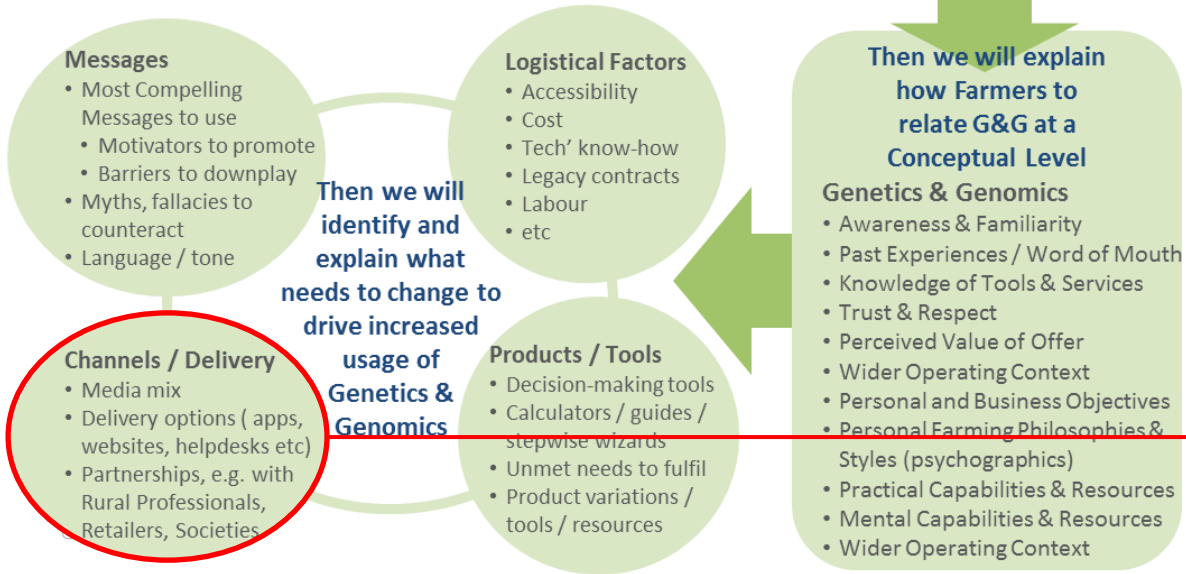 Messages
• Most Compelling
Messages to use
• Motivators to promote
• Barriers to downplay
• Myths, fallacies to
counteract
• Language / tone
Logistical Factors
• Accessibility
• Cost
• Tech' know-how
• Legacy contracts
• Labour
• etc
Then we will
identify and
explain what
needs to change to
drive increased
usage of
Genetics &
Genomics
Channels / Delivery
• Media mix
• Delivery options ( apps,
websites, helpdesks etc)
• Partnerships, e.g. with
Rural Professionals,
Retailers, Societies
Products / Tools
• Decision-making tools
• Calculators / guides /
stepwise wizards
• Unmet needs to fulfil
• Product variations /
tools / resources
Then we will explain
how Farmers to
relate G&G at a
Conceptual Level
Genetics & Genomics
• Awareness & Familiarity
• Past Experiences / Word of Mouth
• Knowledge of Tools & Services
• Trust & Respect
• Perceived Value of Offer
• Wider Operating Context
• Personal and Business Objectives
• Personal Farming Philosophies &
Styles (psychographics)
• Practical Capabilities & Resources
• Mental Capabilities & Resources
• Wider Operating Context